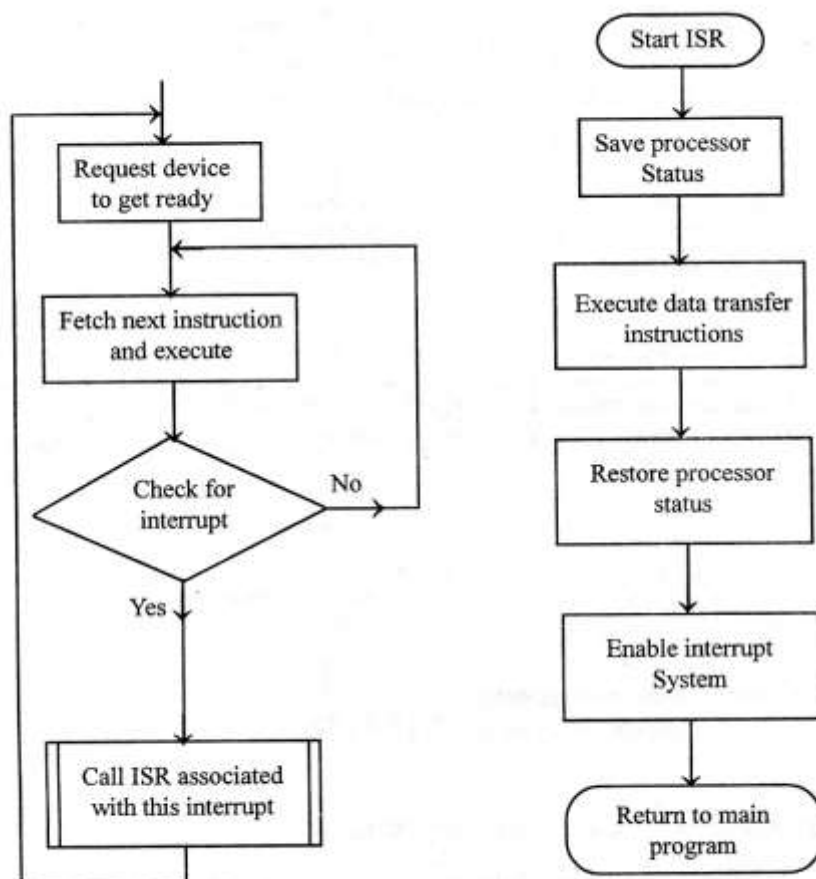 Request device
to get ready
Fetch next instruction
and execute
Check for
interrupt
No
Yes
Call ISR associated
with this interrupt
Start ISR
Save processor
Status
Execute data transfer
instructions
Restore processor
status
Enable interrupt
System
Return to main
program